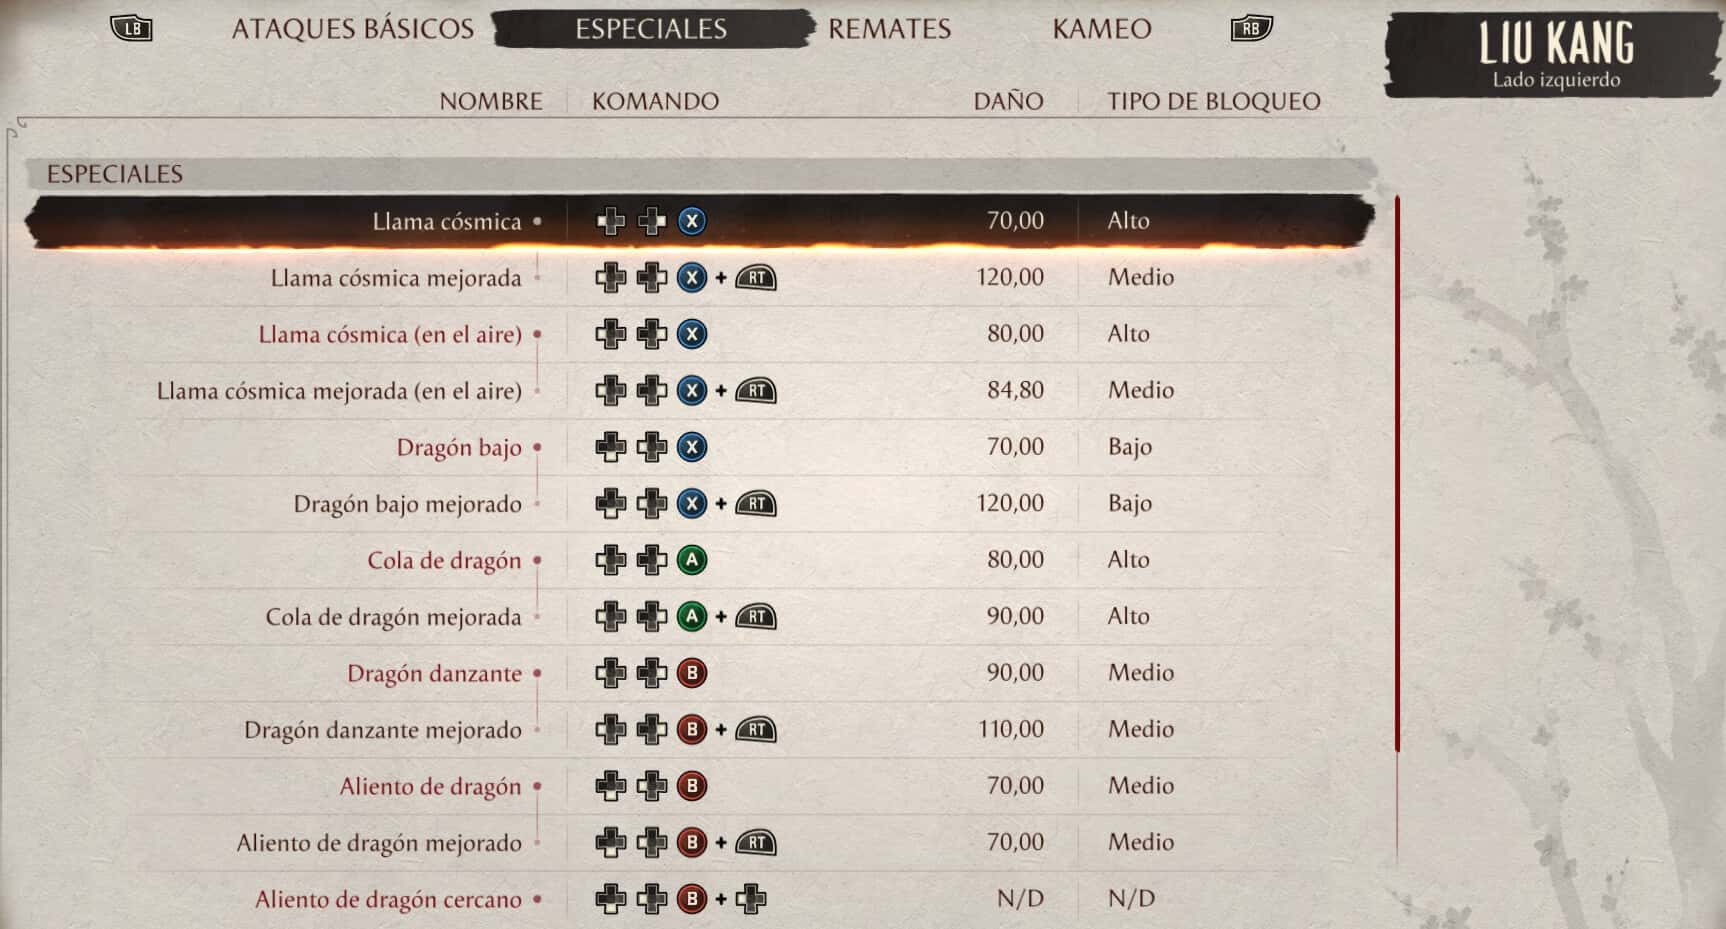 LB ATAQUES BÁSICOS ESPECIALES REMATES KAMEO RB
LIU KANG
Lado izquierdo
NOMBRE KOMANDO DAÑO TIPO DE BLOQUEO
ESPECIALES
Llama cósmica X 70,00 Alto
Llama cósmica mejorada X + RT 120,00 Medio
Llama cósmica (en el aire) X 80,00 Alto
Llama cósmica mejorada (en el aire) X + RT 84,80 Medio
Dragón bajo X 70,00 Bajo
Dragón bajo mejorado X + RT 120,00 Bajo
Cola de dragón A 80,00 Alto
Cola de dragón mejorada A + RT 90,00 Alto
Dragón danzante B 90,00 Medio
Dragón danzante mejorado B + RT 110,00 Medio
Aliento de dragón B 70,00 Medio
Aliento de dragón mejorado B + RT 70,00 Medio
Aliento de dragón cercano B + N/D N/D